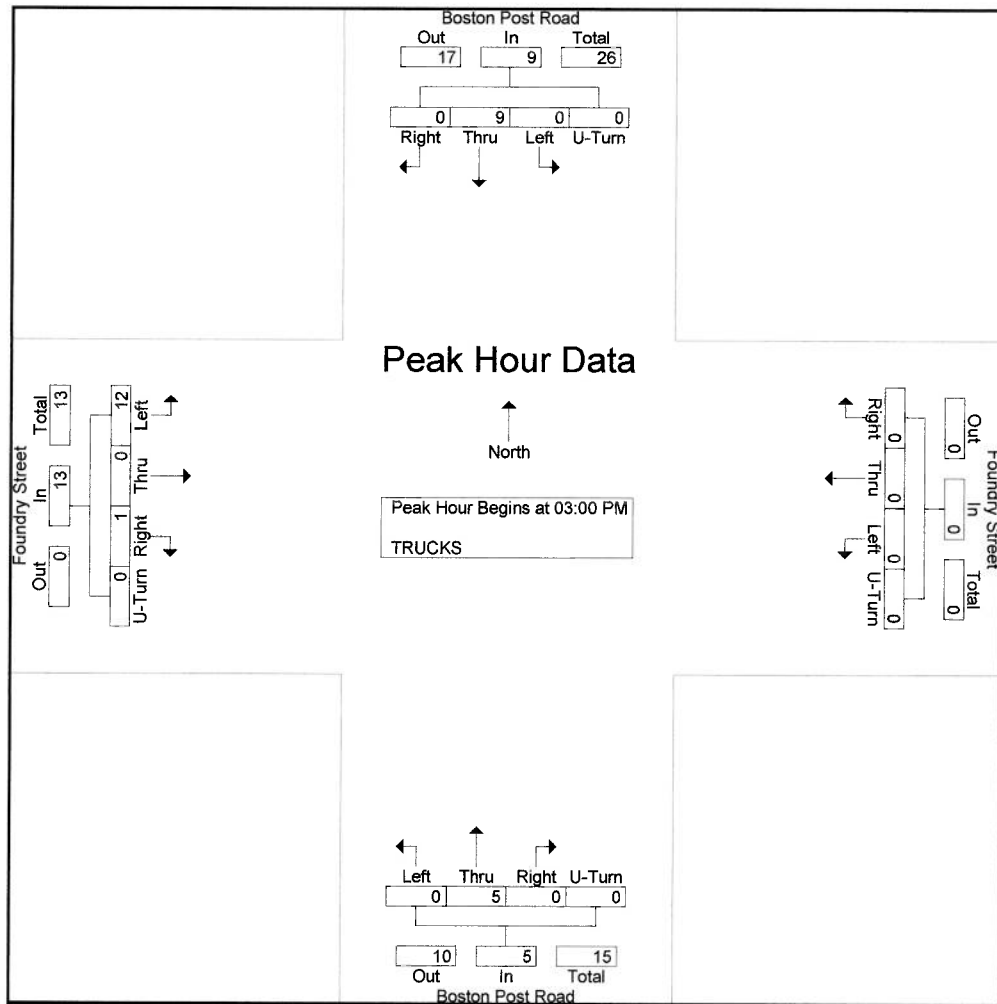 Boston Post Road
Out In Total
17 9 26
0 9 0 0
Right Thru Left U-Turn
Peak Hour Data
North
Peak Hour Begins at 03:00 PM
TRUCKS
Foundry Street
Total In Out
13 13 0
12 0 1 0
Left Thru Right U-Turn
Right Thru Left U-Turn
0 0 0 0
Out In Total
0 0 0
Foundry Street
Left Thru Right U-Turn
0 5 0 0
10 5 15
Out In Total
Boston Post Road